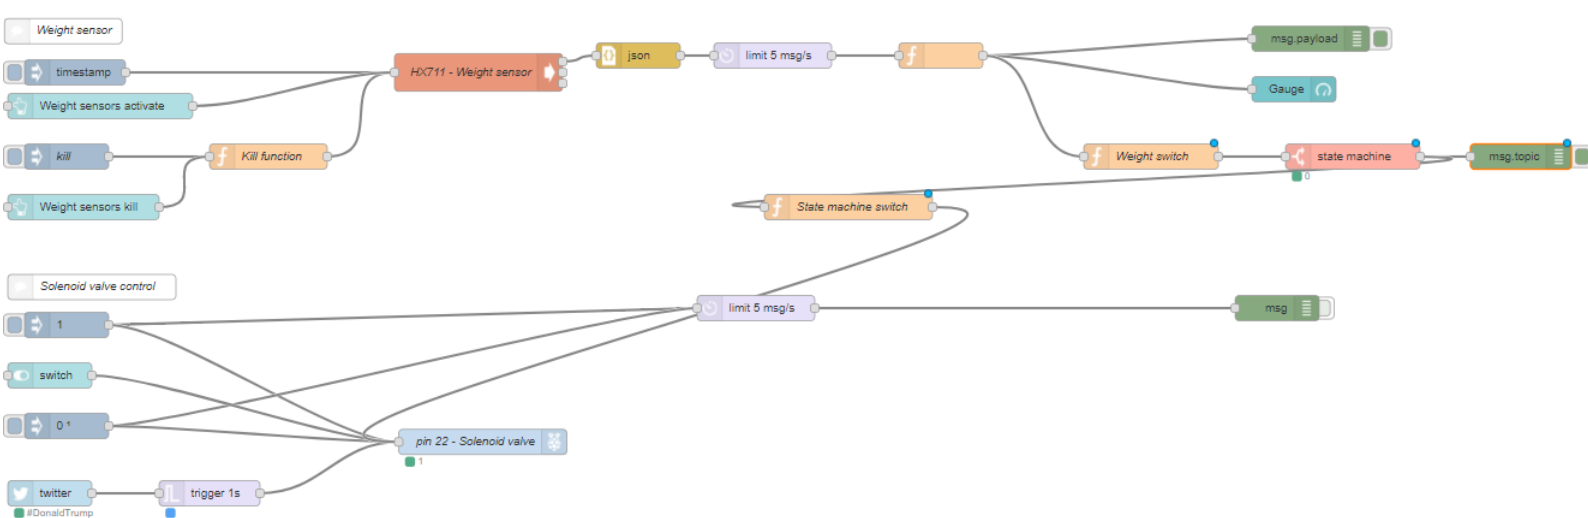 Weight sensor
timestamp
Weight sensors activate
kill
Kill function
Weight sensors kill
HX711 - Weight sensor
json
limit 5 msg/s
msg.payload
Gauge
Weight switch
state machine
0
msg.topic
State machine switch
Solenoid valve control
1
switch
0 ¹
limit 5 msg/s
msg
pin 22 - Solenoid valve
1
twitter
#DonaldTrump
trigger 1s